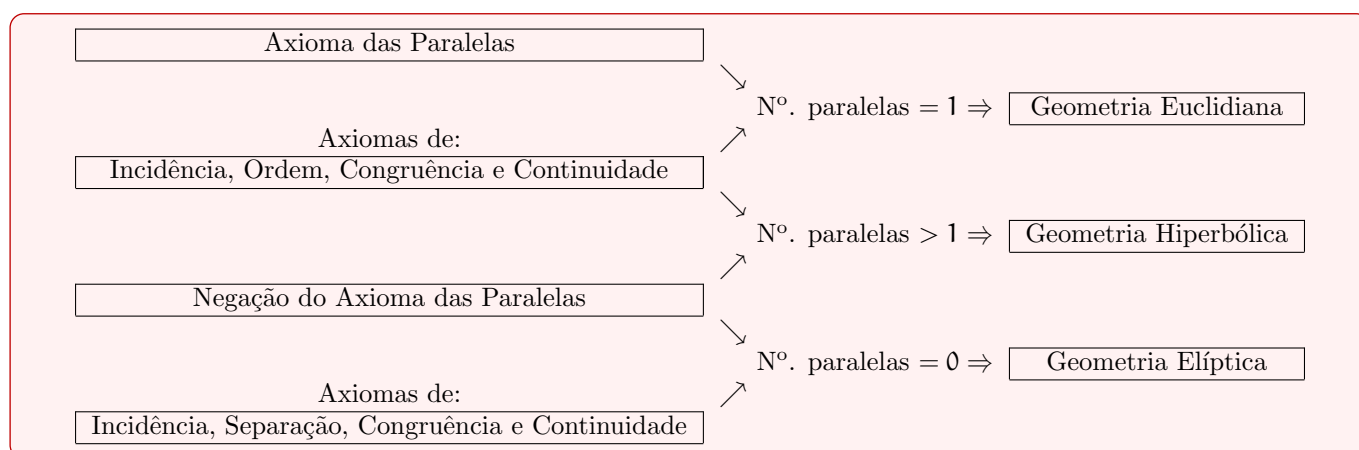 Axioma das Paralelas
Nº. paralelas = 1 ⇒ Geometria Euclidiana
Axiomas de:
Incidência, Ordem, Congruência e Continuidade
Nº. paralelas > 1 ⇒ Geometria Hiperbólica
Negação do Axioma das Paralelas
Nº. paralelas = 0 ⇒ Geometria Elíptica
Axiomas de:
Incidência, Separação, Congruência e Continuidade